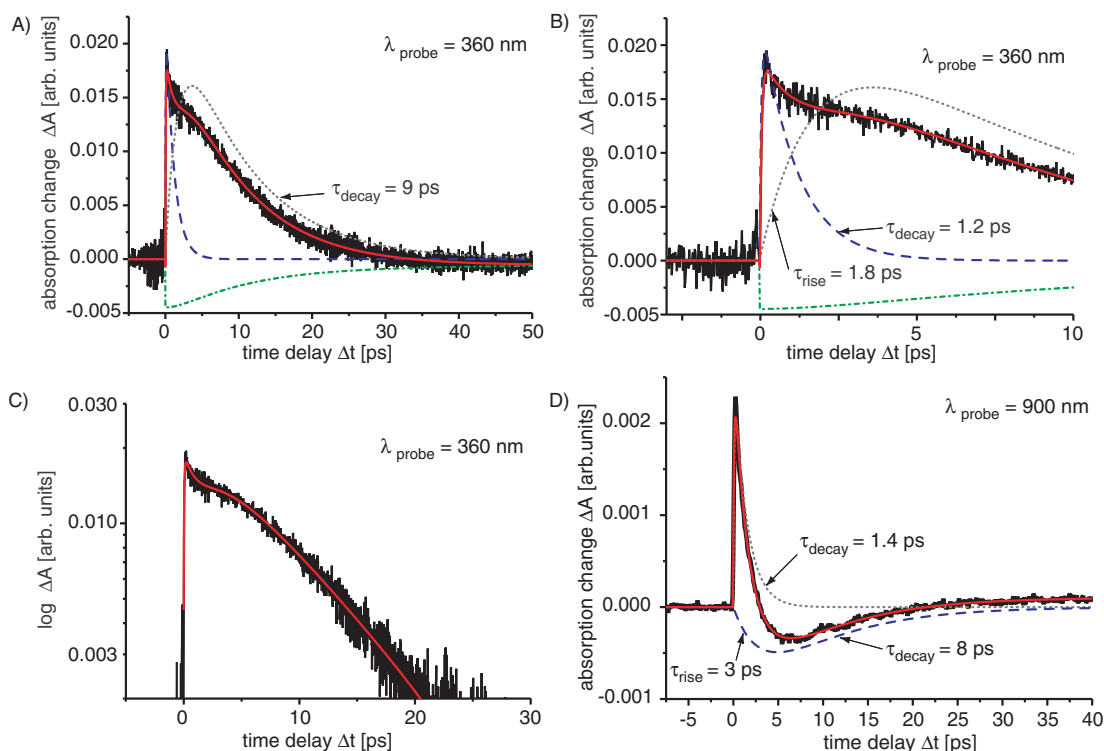 A)
λ probe = 360 nm
absorption change ΔA [arb. units]
0.020
0.015
0.010
0.005
0.000
-0.005
τdecay = 9 ps
0 10 20 30 40 50
time delay Δt [ps]
B)
λ probe = 360 nm
absorption change ΔA [arb. units]
0.020
0.015
0.010
0.005
0.000
-0.005
τdecay = 1.2 ps
τrise = 1.8 ps
0 5 10
time delay Δt [ps]
C)
λ probe = 360 nm
log ΔA [arb. units]
0.030
0.010
0.003
0 10 20 30
time delay Δt [ps]
D)
λ probe = 900 nm
absorption change ΔA [arb.units]
0.002
0.001
0.000
-0.001
τdecay = 1.4 ps
τrise = 3 ps
τdecay = 8 ps
-7-5 0 5 10 15 20 25 30 35 40
time delay Δt [ps]